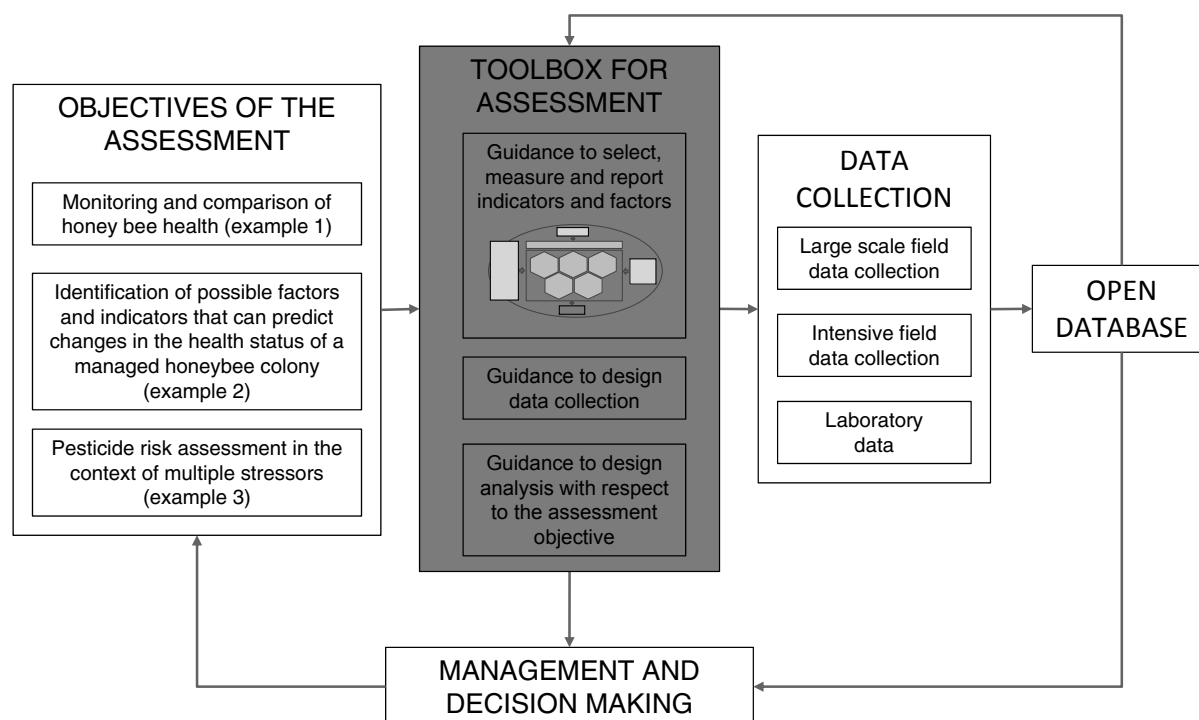 OBJECTIVES OF THE
ASSESSMENT
Monitoring and comparison of
honey bee health (example 1)
Identification of possible factors
and indicators that can predict
changes in the health status of a
managed honeybee colony
(example 2)
Pesticide risk assessment in the
context of multiple stressors
(example 3)
TOOLBOX FOR
ASSESSMENT
Guidance to select,
measure and report
indicators and factors
Guidance to design
data collection
Guidance to design
analysis with respect
to the assessment
objective
DATA
COLLECTION
Large scale field
data collection
Intensive field
data collection
Laboratory
data
OPEN
DATABASE
MANAGEMENT AND
DECISION MAKING